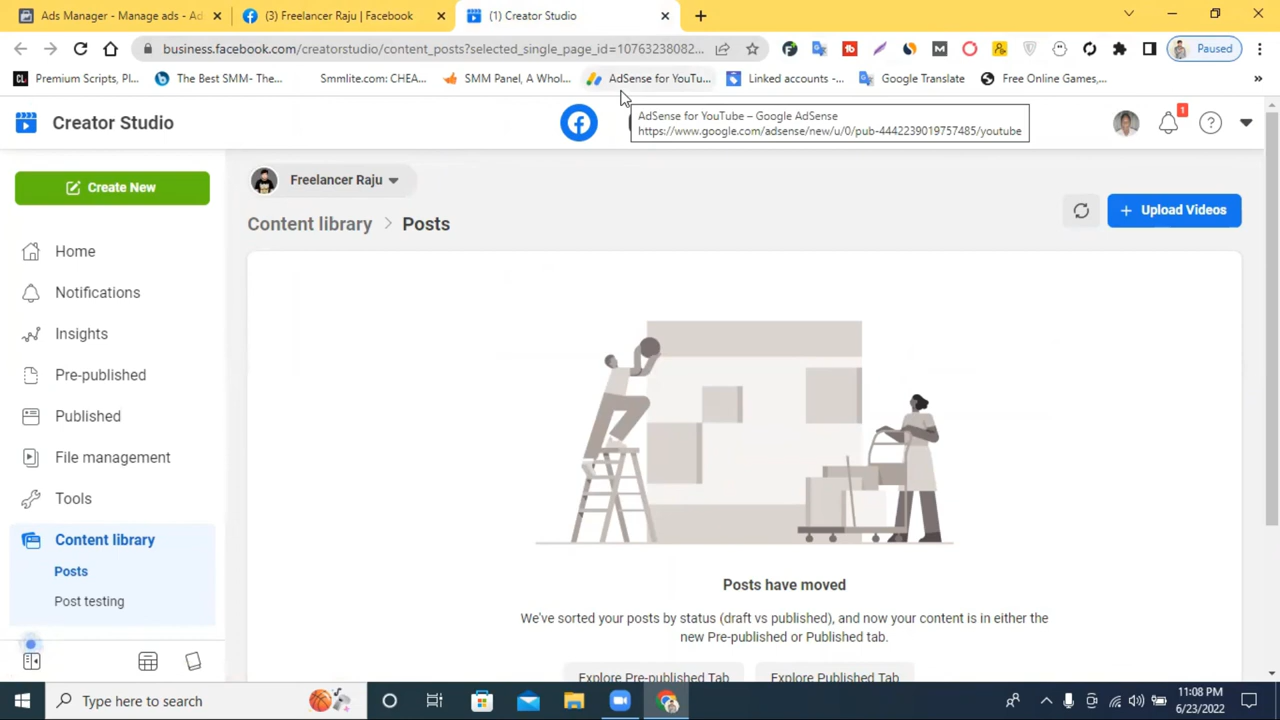 Ads Manager - Manage ads - Ad
(3) Freelancer Raju | Facebook
(1) Creator Studio
business.facebook.com/creatorstudio/content_posts?selected_single_page_id=10763238082...
Paused
Premium Scripts, Pl...
The Best SMM- The...
Smmlite.com: CHEA...
SMM Panel, A Whol...
AdSense for YouTu...
Linked accounts -...
Google Translate
Free Online Games,...
»
Creator Studio
AdSense for YouTube – Google AdSense
https://www.google.com/adsense/new/u/0/pub-4442239019757485/youtube
1
Create New
Freelancer Raju
Content library > Posts
+ Upload Videos
Home
Notifications
Insights
Pre-published
Published
File management
Tools
Content library
Posts
Post testing
Posts have moved
We've sorted your posts by status (draft vs published), and now your content is in either the
new Pre-published or Published tab.
Explore Pre-published Tab
Explore Published Tab
Type here to search
11:08 PM
6/23/2022